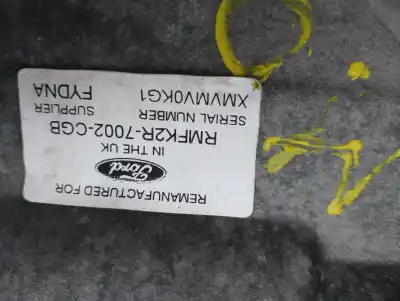 REMANUFACTURED FOR
Ford
IN THE UK
RMFK2R-7002-CGB
SERIAL NUMBER SUPPLIER
XMVMV0KG1 FYDNA